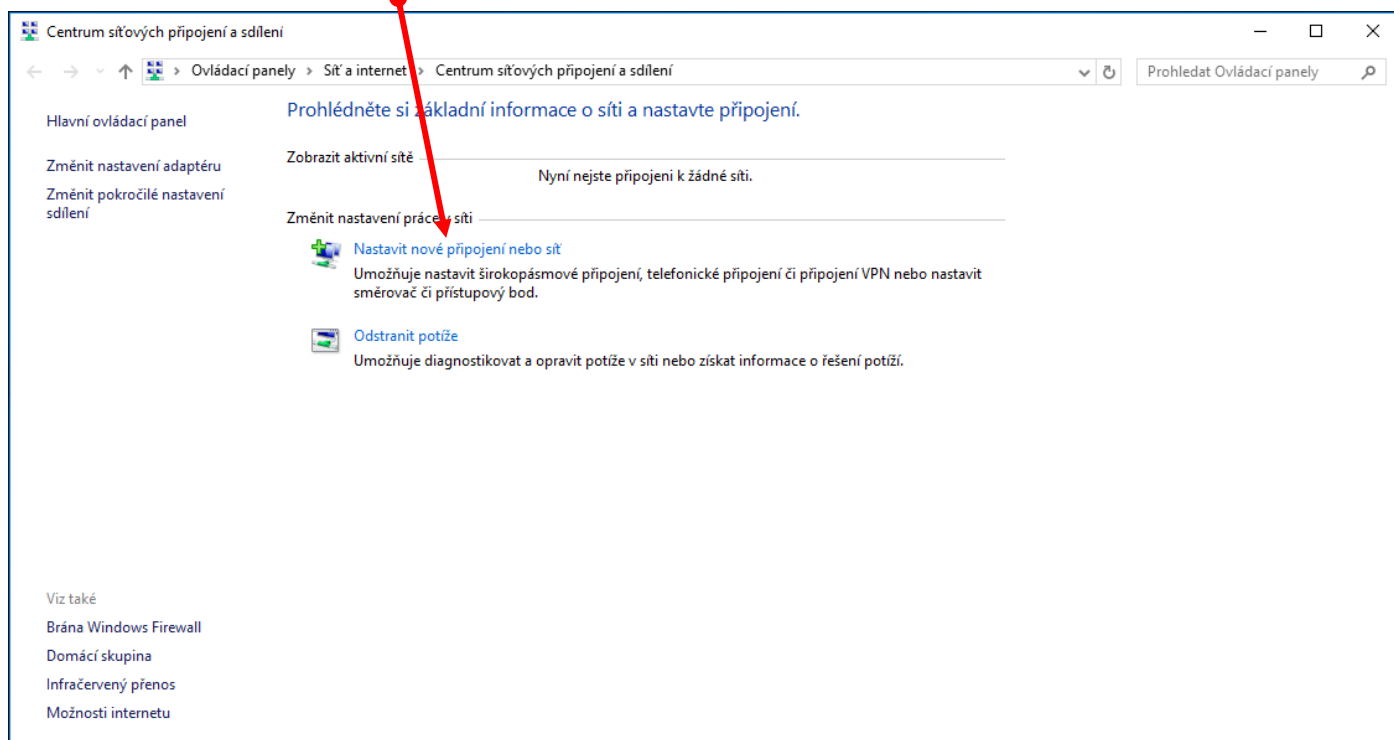 Centrum síťových připojení a sdílení
Ovládací panely > Síť a internet > Centrum síťových připojení a sdílení
Prohledat Ovládací panely
Hlavní ovládací panel
Změnit nastavení adaptéru
Změnit pokročilé nastavení
sdílení
Prohlédněte si základní informace o síti a nastavte připojení.
Zobrazit aktivní sítě
Nyní nejste připojeni k žádné síti.
Změnit nastavení práce v síti
Nastavit nové připojení nebo síť
Umožňuje nastavit širokopásmové připojení, telefonické připojení či připojení VPN nebo nastavit
směrovač či přístupový bod.
Odstranit potíže
Umožňuje diagnostikovat a opravit potíže v síti nebo získat informace o řešení potíží.
Viz také
Brána Windows Firewall
Domácí skupina
Infračervený přenos
Možnosti internetu